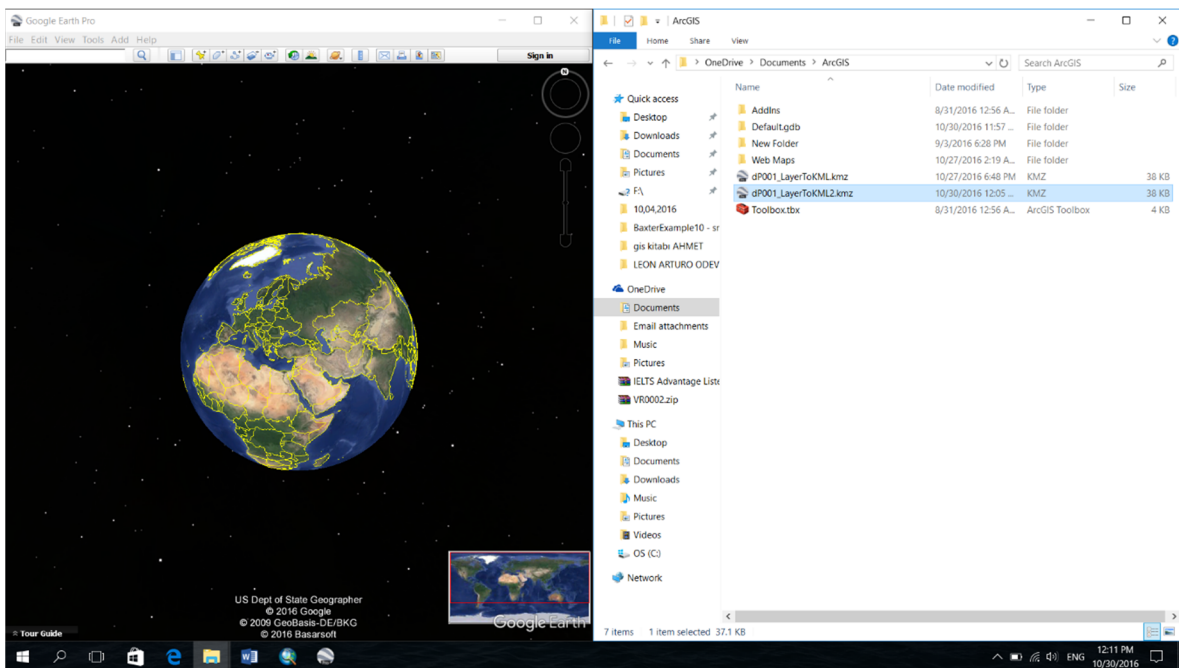 Google Earth Pro
File Edit View Tools Add Help
Sign in
N
US Dept of State Geographer
© 2016 Google
© 2009 GeoBasis-DE/BKG
© 2016 Basarsoft
Google Earth
Tour Guide
ArcGIS
File Home Share View
OneDrive > Documents > ArcGIS
Search ArcGIS
Name Date modified Type Size
AddIns 8/31/2016 12:56 A... File folder
Default.gdb 10/30/2016 11:57 ... File folder
New Folder 9/3/2016 6:28 PM File folder
Web Maps 10/27/2016 2:19 A... File folder
dP001_LayerToKML.kmz 10/27/2016 6:48 PM KMZ 38 KB
dP001_LayerToKML2.kmz 10/30/2016 12:05 ... KMZ 38 KB
Toolbox.tbx 8/31/2016 12:56 A... ArcGIS Toolbox 4 KB
Quick access
Desktop
Downloads
Documents
Pictures
F:\
10,04,2016
BaxterExample10 - sr
gis kitabı AHMET
LEON ARTURO ODEV
OneDrive
Documents
Email attachments
Music
Pictures
IELTS Advantage Liste
VR0002.zip
This PC
Desktop
Documents
Downloads
Music
Pictures
Videos
OS (C:)
Network
7 items 1 item selected 37.1 KB
ENG
12:11 PM
10/30/2016